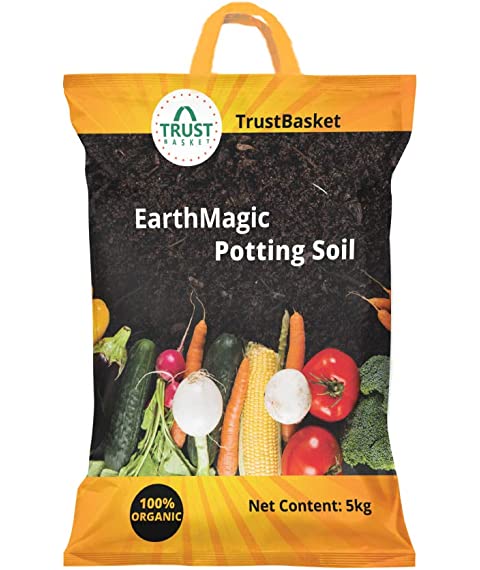 TRUST
BASKET
TrustBasket
EarthMagic
Potting Soil
100%
ORGANIC
Net Content: 5kg